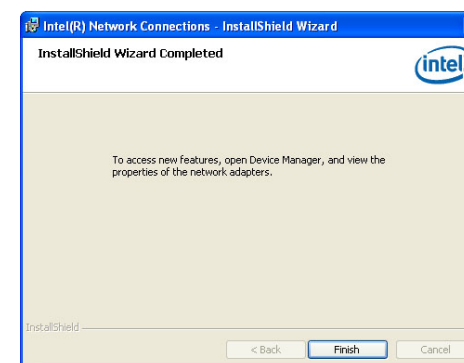 Intel(R) Network Connections - InstallShield Wizard
InstallShield Wizard Completed
intel
To access new features, open Device Manager, and view the
properties of the network adapters.
InstallShield
< Back
Finish
Cancel